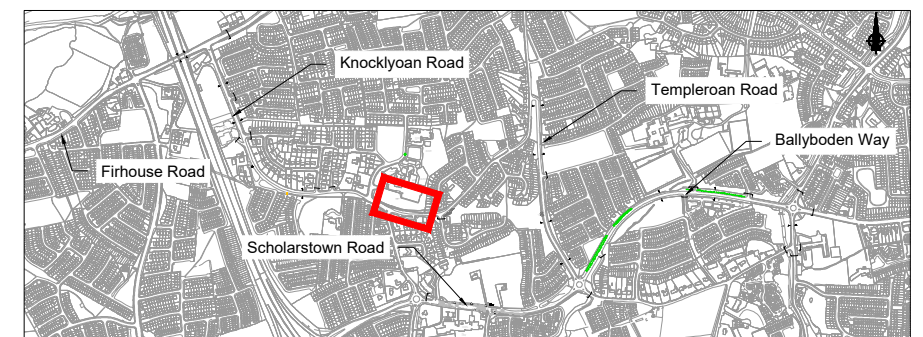 Knocklyoan Road
Templeroan Road
Ballyboden Way
Firhouse Road
Scholarstown Road